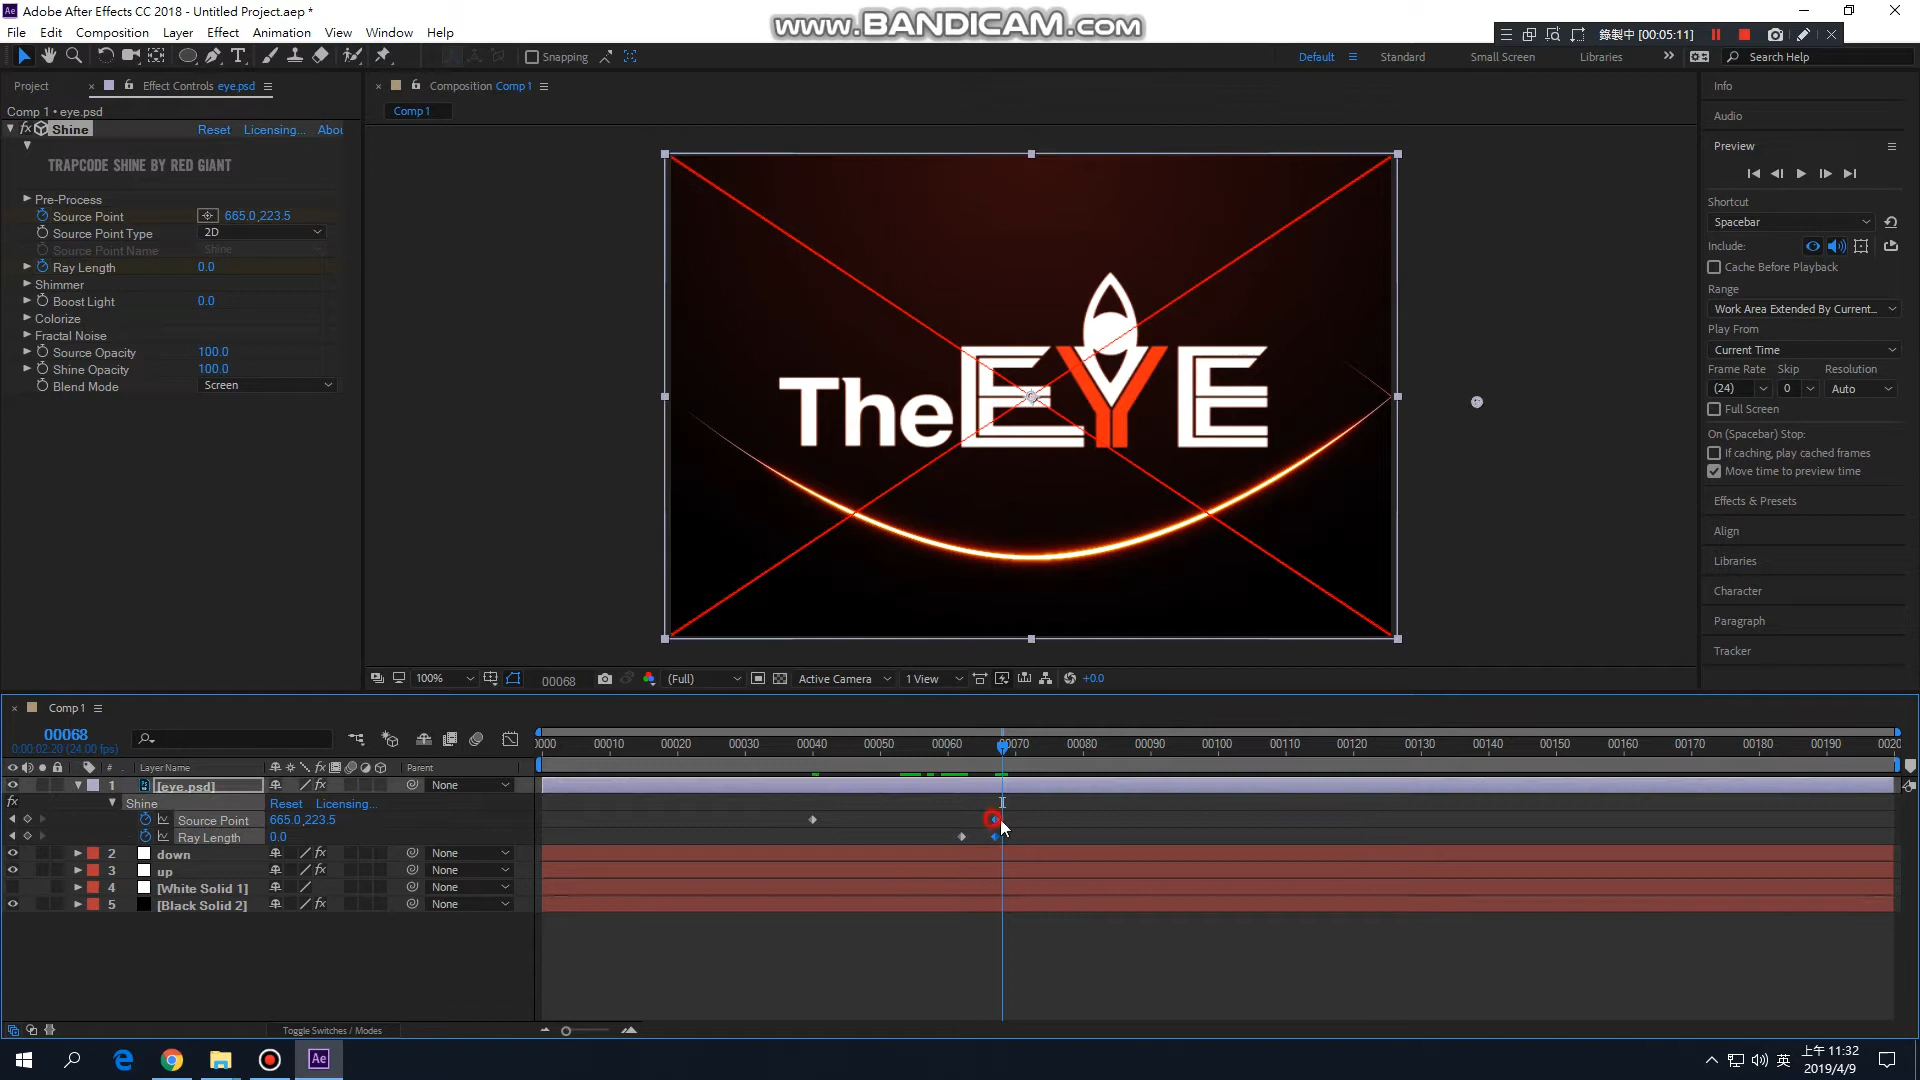 Adobe After Effects CC 2018 - Untitled Project.aep *
www.BANDICAM.com
File Edit Composition Layer Effect Animation View Window Help
錄製中 [00:05:11]
Snapping
Default Standard Small Screen Libraries Search Help
Project Effect Controls eye.psd
Composition Comp 1
Info
Comp 1 • eye.psd
Comp 1
Audio
fx Shine Reset Licensing... Abou
Preview
TRAPCODE SHINE BY RED GIANT
Pre-Process
Source Point 665.0,223.5
Source Point Type 2D
Source Point Name Shine
Ray Length 0.0
Shimmer
Boost Light 0.0
Colorize
Fractal Noise
Source Opacity 100.0
Shine Opacity 100.0
Blend Mode Screen
The EYE
Shortcut
Spacebar
Include:
Cache Before Playback
Range
Work Area Extended By Current...
Play From
Current Time
Frame Rate Skip Resolution
(24) 0 Auto
Full Screen
On (Spacebar) Stop:
If caching, play cached frames
Move time to preview time
Effects & Presets
Align
Libraries
Character
Paragraph
Tracker
100% 00068 (Full) Active Camera 1 View +0.0
Comp 1
00068
0:00:02:20 (24.00 fps)
0000 00010 00020 00030 00040 00050 00060 00070 00080 00090 00100 00110 00120 00130 00140 00150 00160 00170 00180 00190 0020
# Layer Name fx Parent
1 [eye.psd] None
fx Shine Reset Licensing...
Source Point 665.0,223.5
Ray Length 0.0
2 down fx None
3 up fx None
4 [White Solid 1] None
5 [Black Solid 2] fx None
Toggle Switches / Modes
Ae
英
上午 11:32
2019/4/9